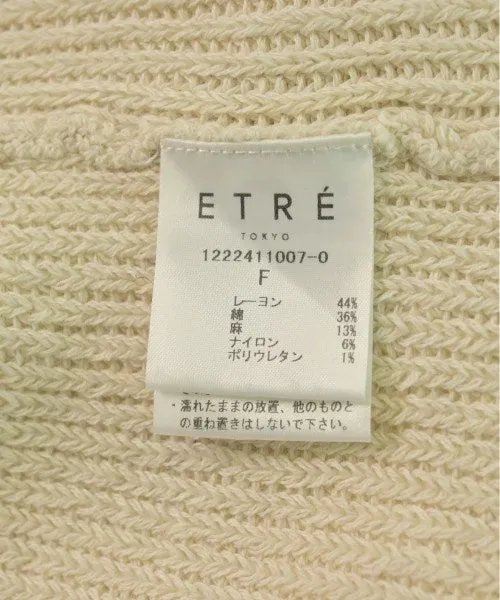 ETRÉ
TOKYO
1222411007-0
F
レーヨン 44%
綿 36%
麻 13%
ナイロン 6%
ポリウレタン 1%
・濡れたままの放置、他のものと
の重ね置きはしないで下さい。